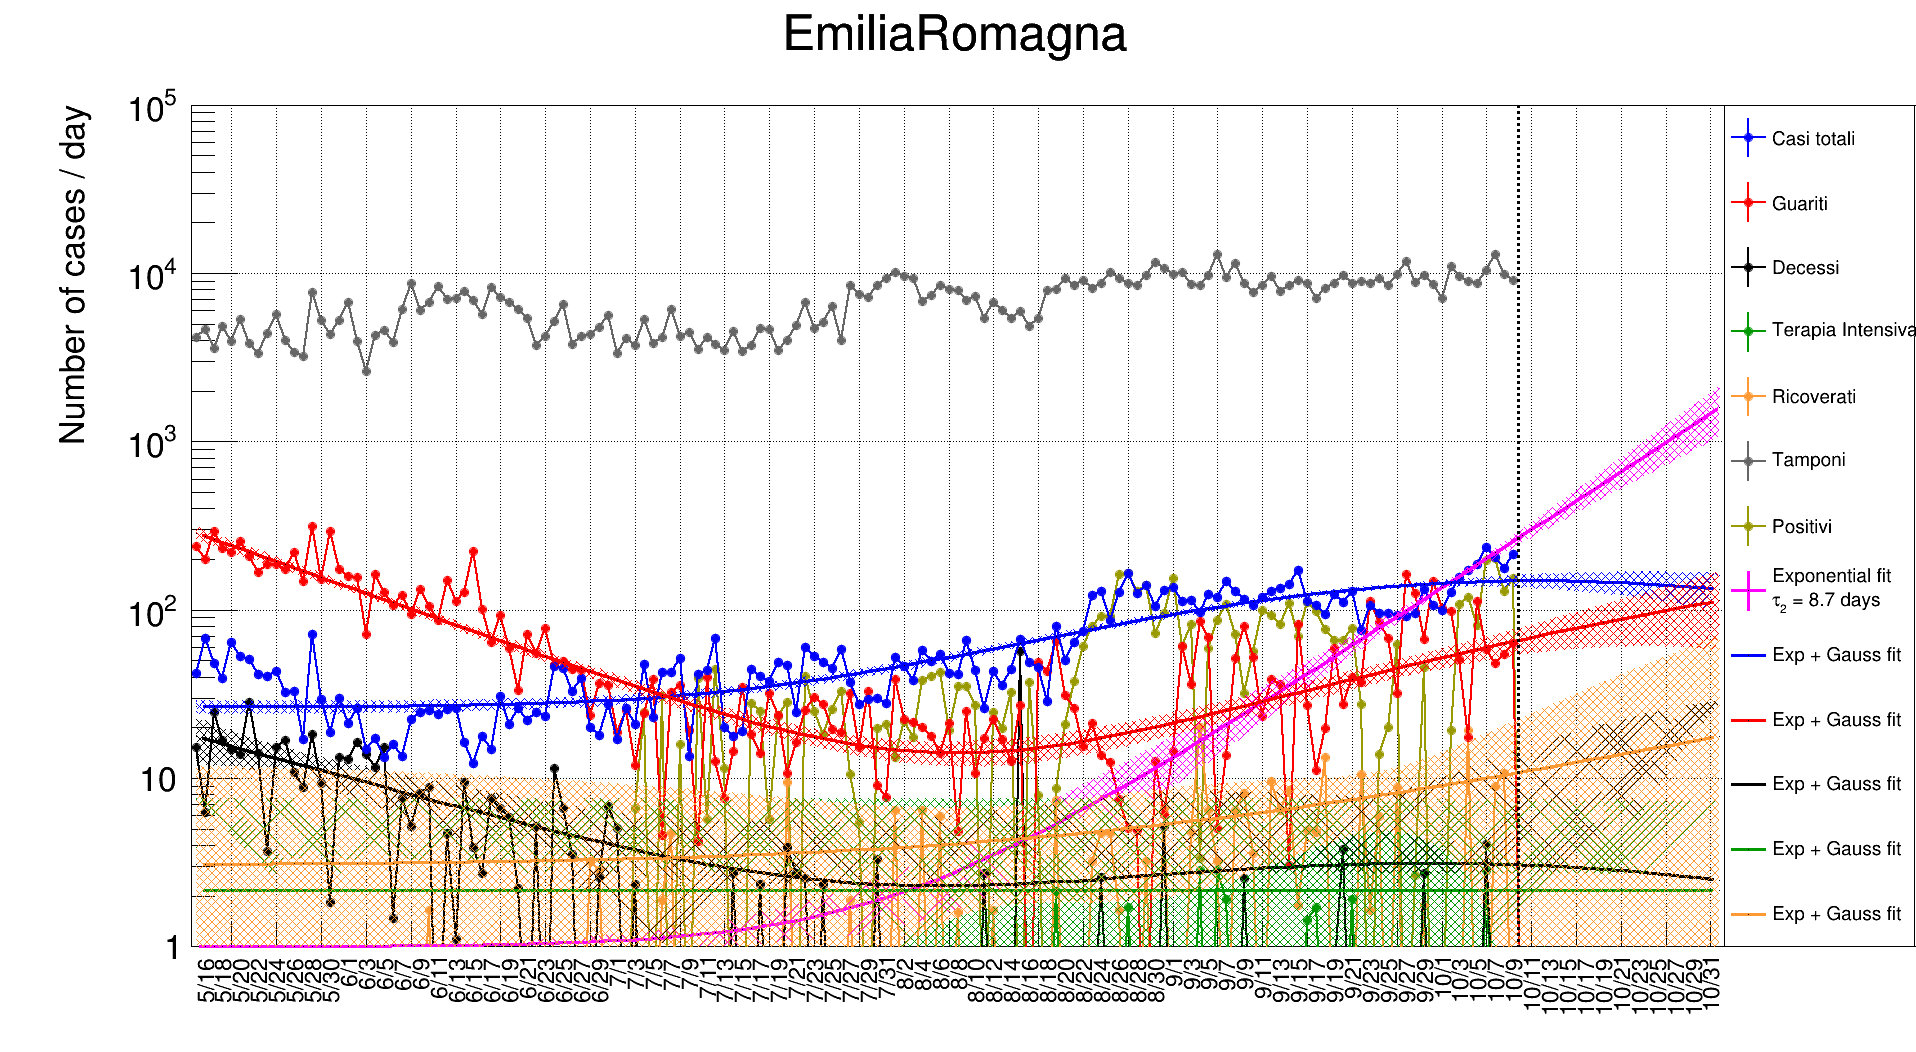 EmiliaRomagna
Number of cases / day
10⁵
10⁴
10³
10²
10
1
5/16 5/18 5/20 5/22 5/24 5/26 5/28 5/30 6/1 6/3 6/5 6/7 6/9 6/11 6/13 6/15 6/17 6/19 6/21 6/23 6/25 6/27 6/29 7/1 7/3 7/5 7/7 7/9 7/11 7/13 7/15 7/17 7/19 7/21 7/23 7/25 7/27 7/29 7/31 8/2 8/4 8/6 8/8 8/10 8/12 8/14 8/16 8/18 8/20 8/22 8/24 8/26 8/28 8/30 9/1 9/3 9/5 9/7 9/9 9/11 9/13 9/15 9/17 9/19 9/21 9/23 9/25 9/27 9/29 10/1 10/3 10/5 10/7 10/9 10/11 10/13 10/15 10/17 10/19 10/21 10/23 10/25 10/27 10/29 10/31
Casi totali
Guariti
Decessi
Terapia Intensiva
Ricoverati
Tamponi
Positivi
Exponential fit
τ₂ = 8.7 days
Exp + Gauss fit
Exp + Gauss fit
Exp + Gauss fit
Exp + Gauss fit
Exp + Gauss fit